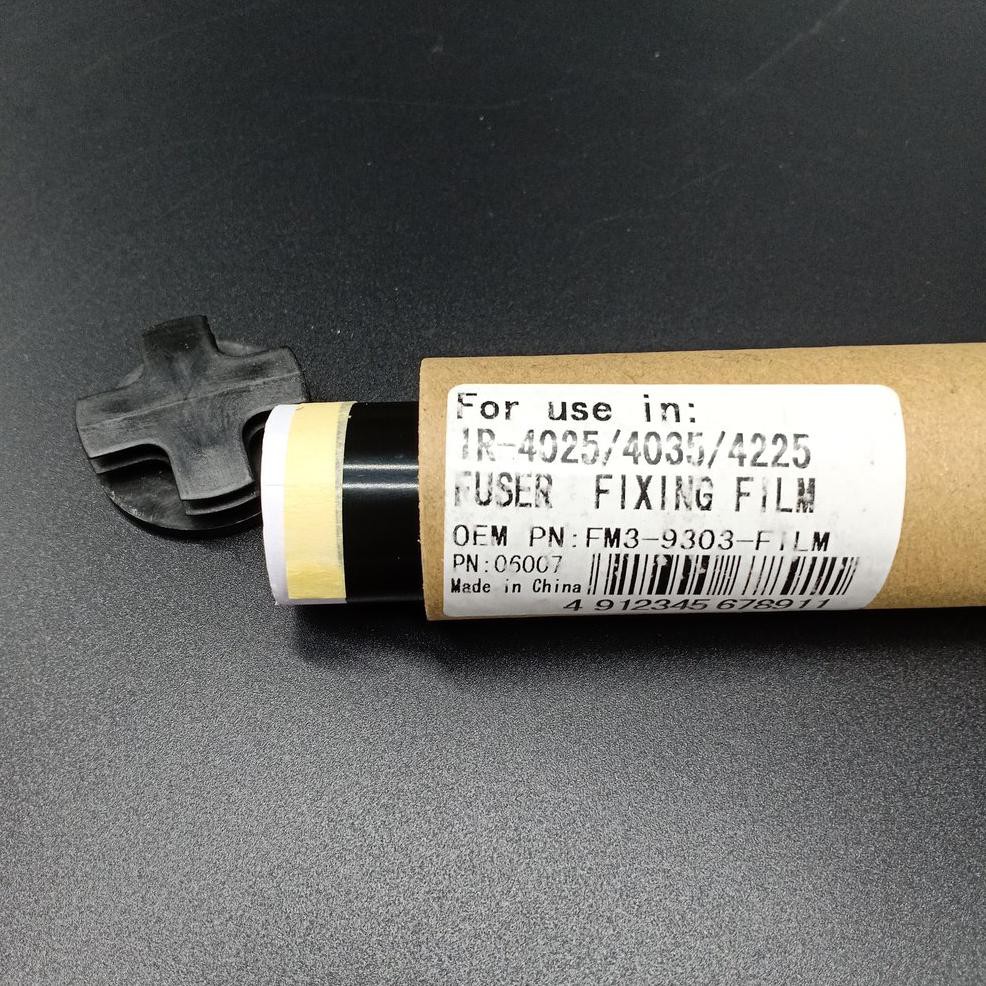 For use in:
IR-4025/4035/4225
FUSER FIXING FILM
OEM PN:FM3-9303-FILM
PN:06007
Made in China
4 912345 678911